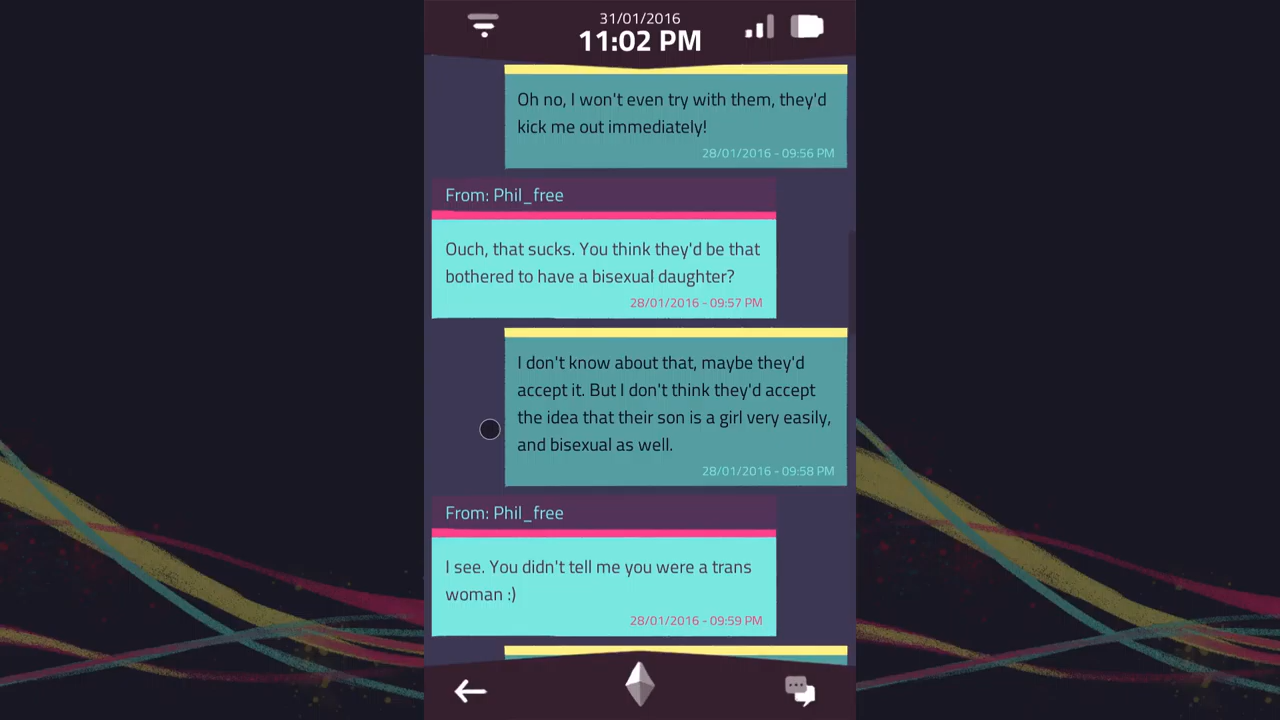 31/01/2016
11:02 PM
Oh no, I won't even try with them, they'd
kick me out immediately!
28/01/2016 - 09:56 PM
From: Phil_free
Ouch, that sucks. You think they'd be that
bothered to have a bisexual daughter?
28/01/2016 - 09:57 PM
I don't know about that, maybe they'd
accept it. But I don't think they'd accept
the idea that their son is a girl very easily,
and bisexual as well.
28/01/2016 - 09:58 PM
From: Phil_free
I see. You didn't tell me you were a trans
woman :)
28/01/2016 - 09:59 PM